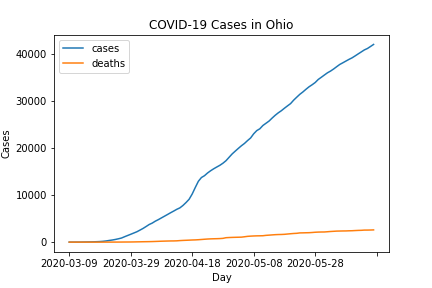 COVID-19 Cases in Ohio
cases
deaths
40000
30000
20000
10000
0
Cases
2020-03-09 2020-03-29 2020-04-18 2020-05-08 2020-05-28
Day